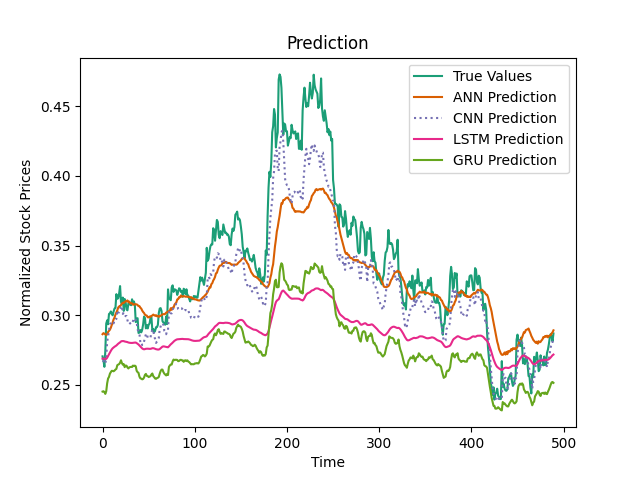 Prediction
True Values
ANN Prediction
CNN Prediction
LSTM Prediction
GRU Prediction
Normalized Stock Prices
0.45
0.40
0.35
0.30
0.25
0 100 200 300 400 500
Time